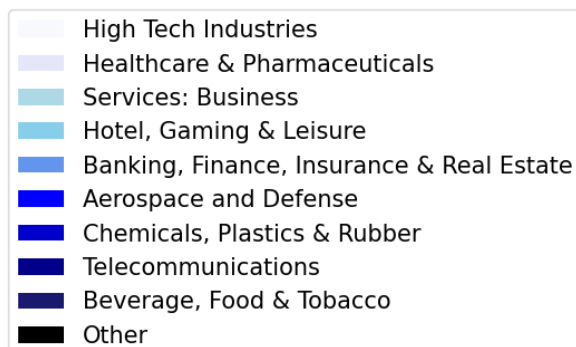 High Tech Industries
Healthcare & Pharmaceuticals
Services: Business
Hotel, Gaming & Leisure
Banking, Finance, Insurance & Real Estate
Aerospace and Defense
Chemicals, Plastics & Rubber
Telecommunications
Beverage, Food & Tobacco
Other